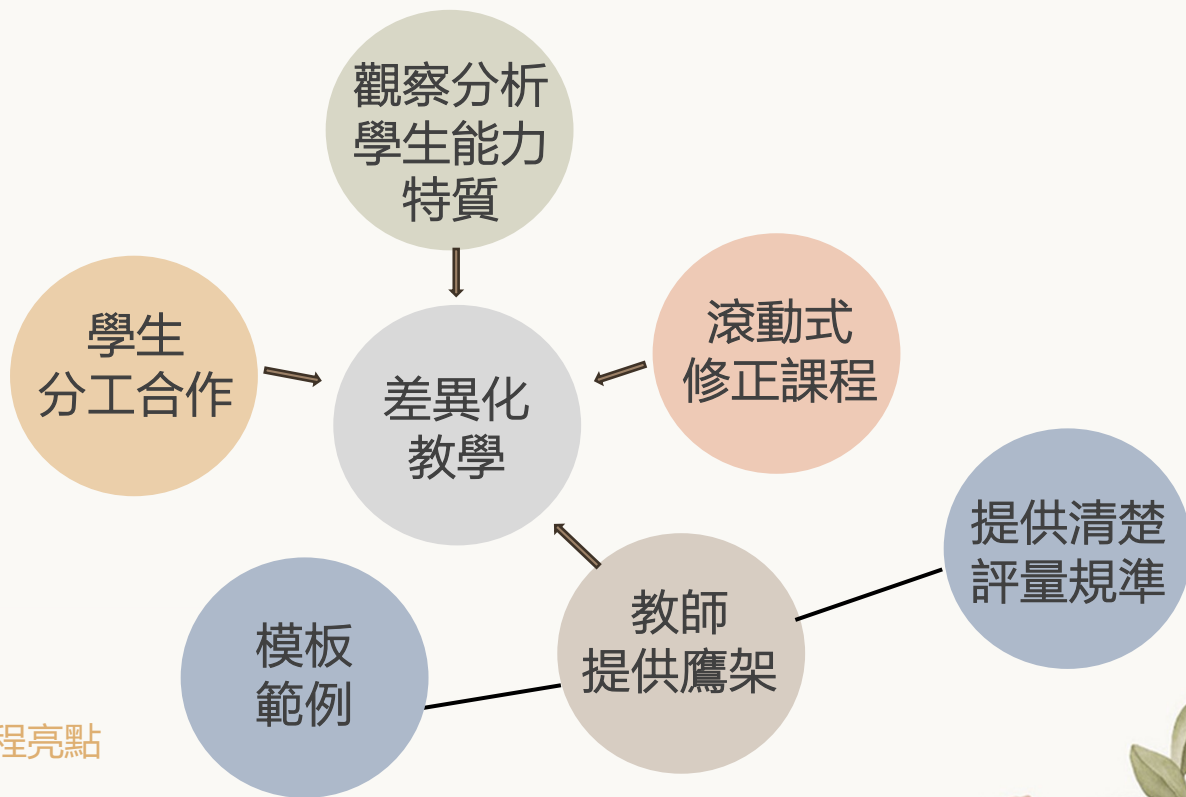 觀察分析
學生能力
特質
學生
分工合作
滾動式
修正課程
差異化
教學
提供清楚
評量規準
教師
提供鷹架
模板
範例
程亮點